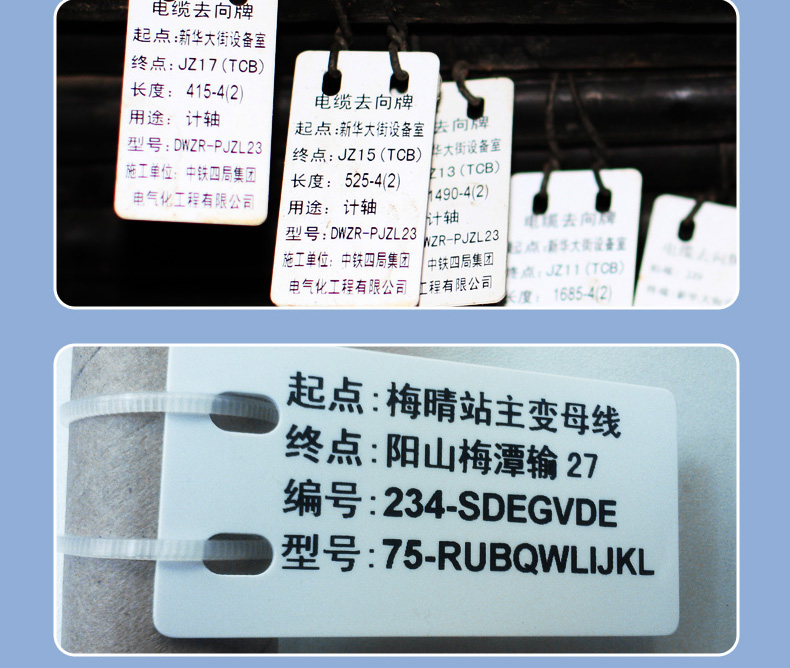 电缆去向牌
起点:新华大街设备室
终点:JZ17(TCB)
长度: 415-4(2)
用途: 计轴
型号:DWZR-PJZL23
施工单位: 中铁四局集团
电气化工程有限公司
电缆去向牌
起点:新华大街设备室
终点:JZ15(TCB)
长度: 525-4(2)
用途: 计轴
型号:DWZR-PJZL23
施工单位: 中铁四局集团
电气化工程有限公司
去向牌
华大街设备室
Z13(TCB)
1490-4(2)
计轴
WZR-PJZL23
中铁四局集团
工程有限公司
电缆去向牌
起点:新华大街设备室
终点:JZ11(TCB)
长度: 1685-4(2)
电缆去向
起点:梅晴站主变母线
终点:阳山梅潭输 27
编号:234-SDEGVDE
型号:75-RUBQWLIJKL